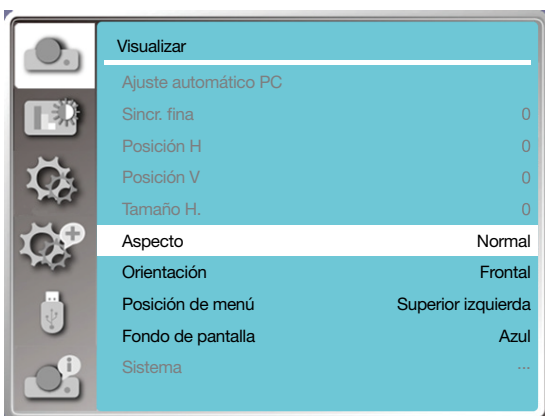 Visualizar
Ajuste automático PC
Sincr. fina 0
Posición H 0
Posición V 0
Tamaño H. 0
Aspecto Normal
Orientación Frontal
Posición de menú Superior izquierda
Fondo de pantalla Azul
Sistema ...